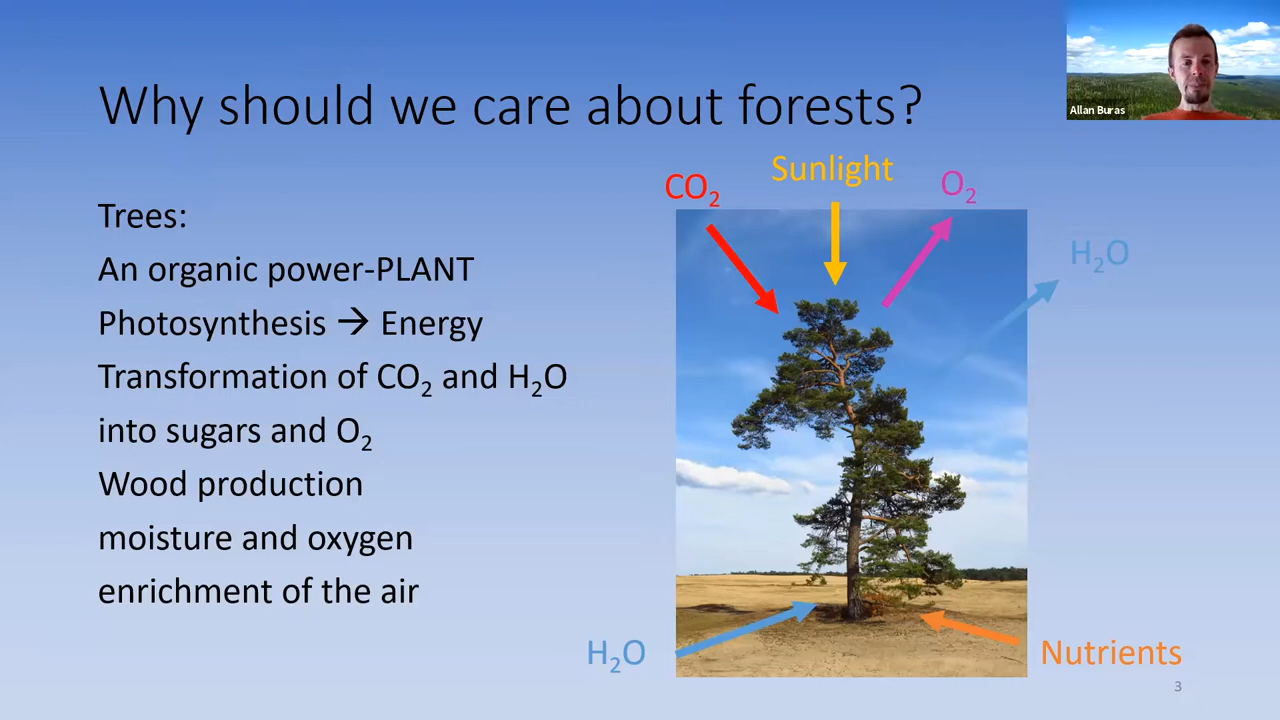 Why should we care about forests?
Allan Buras
Trees:
An organic power-PLANT
Photosynthesis → Energy
Transformation of CO₂ and H₂O
into sugars and O₂
Wood production
moisture and oxygen
enrichment of the air
CO₂
Sunlight
O₂
H₂O
H₂O
Nutrients
3